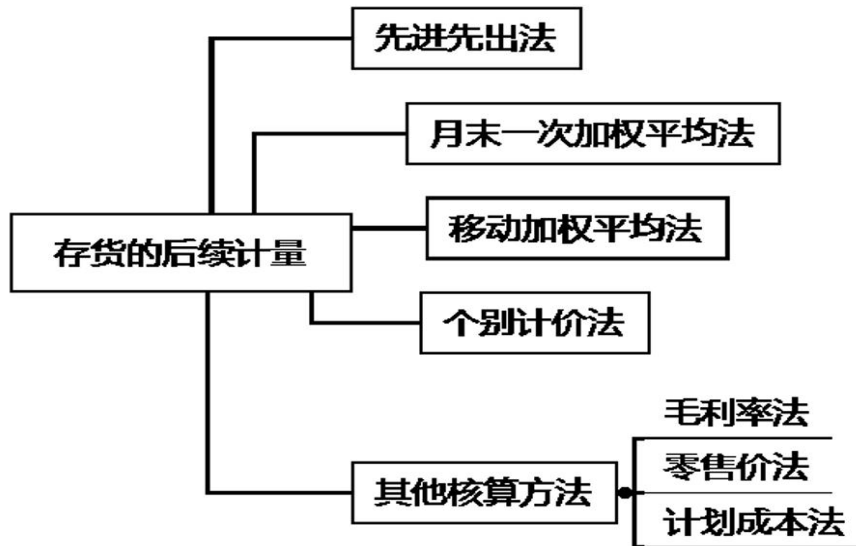 先进先出法
月末一次加权平均法
移动加权平均法
存货的后续计量
个别计价法
毛利率法
零售价法
其他核算方法
计划成本法